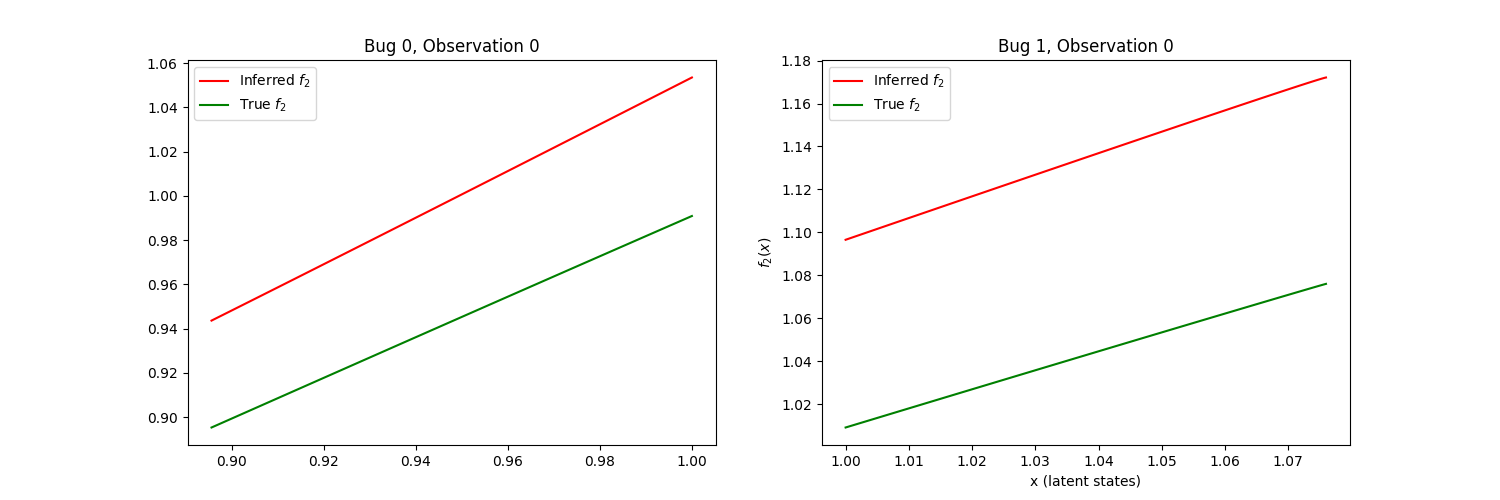 Bug 0, Observation 0
Inferred f₂
True f₂
1.06
1.04
1.02
1.00
0.98
0.96
0.94
0.92
0.90
0.90 0.92 0.94 0.96 0.98 1.00
Bug 1, Observation 0
Inferred f₂
True f₂
f₂(x)
1.18
1.16
1.14
1.12
1.10
1.08
1.06
1.04
1.02
1.00 1.01 1.02 1.03 1.04 1.05 1.06 1.07
x (latent states)